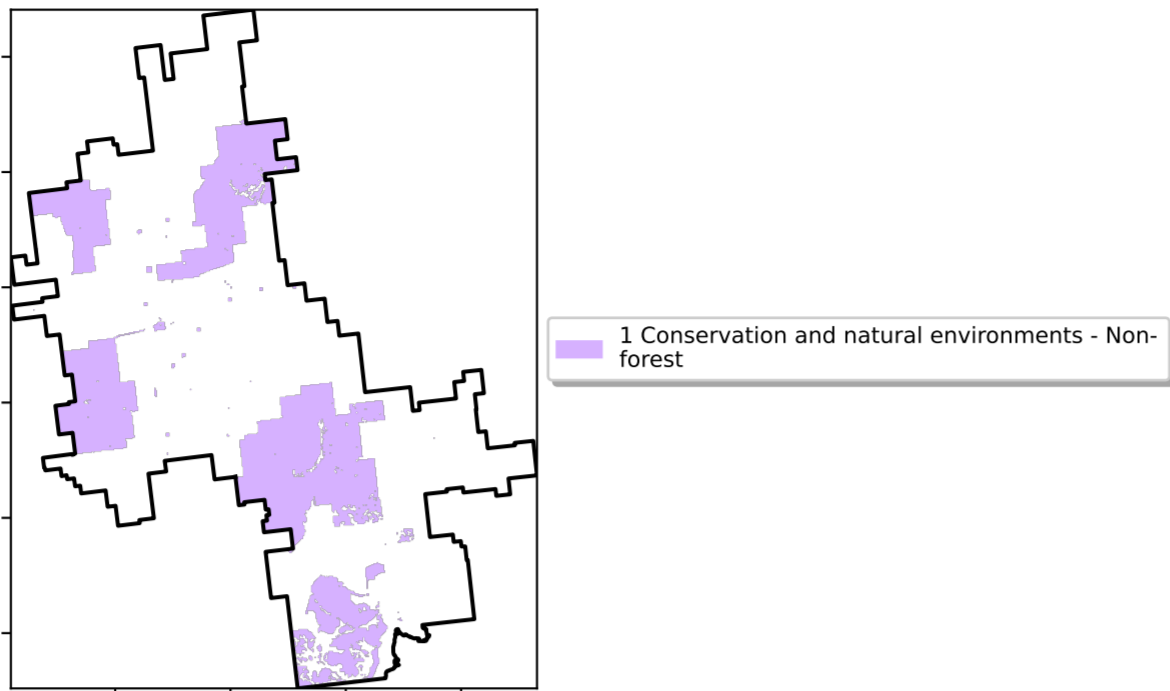 1 Conservation and natural environments - Non-
forest